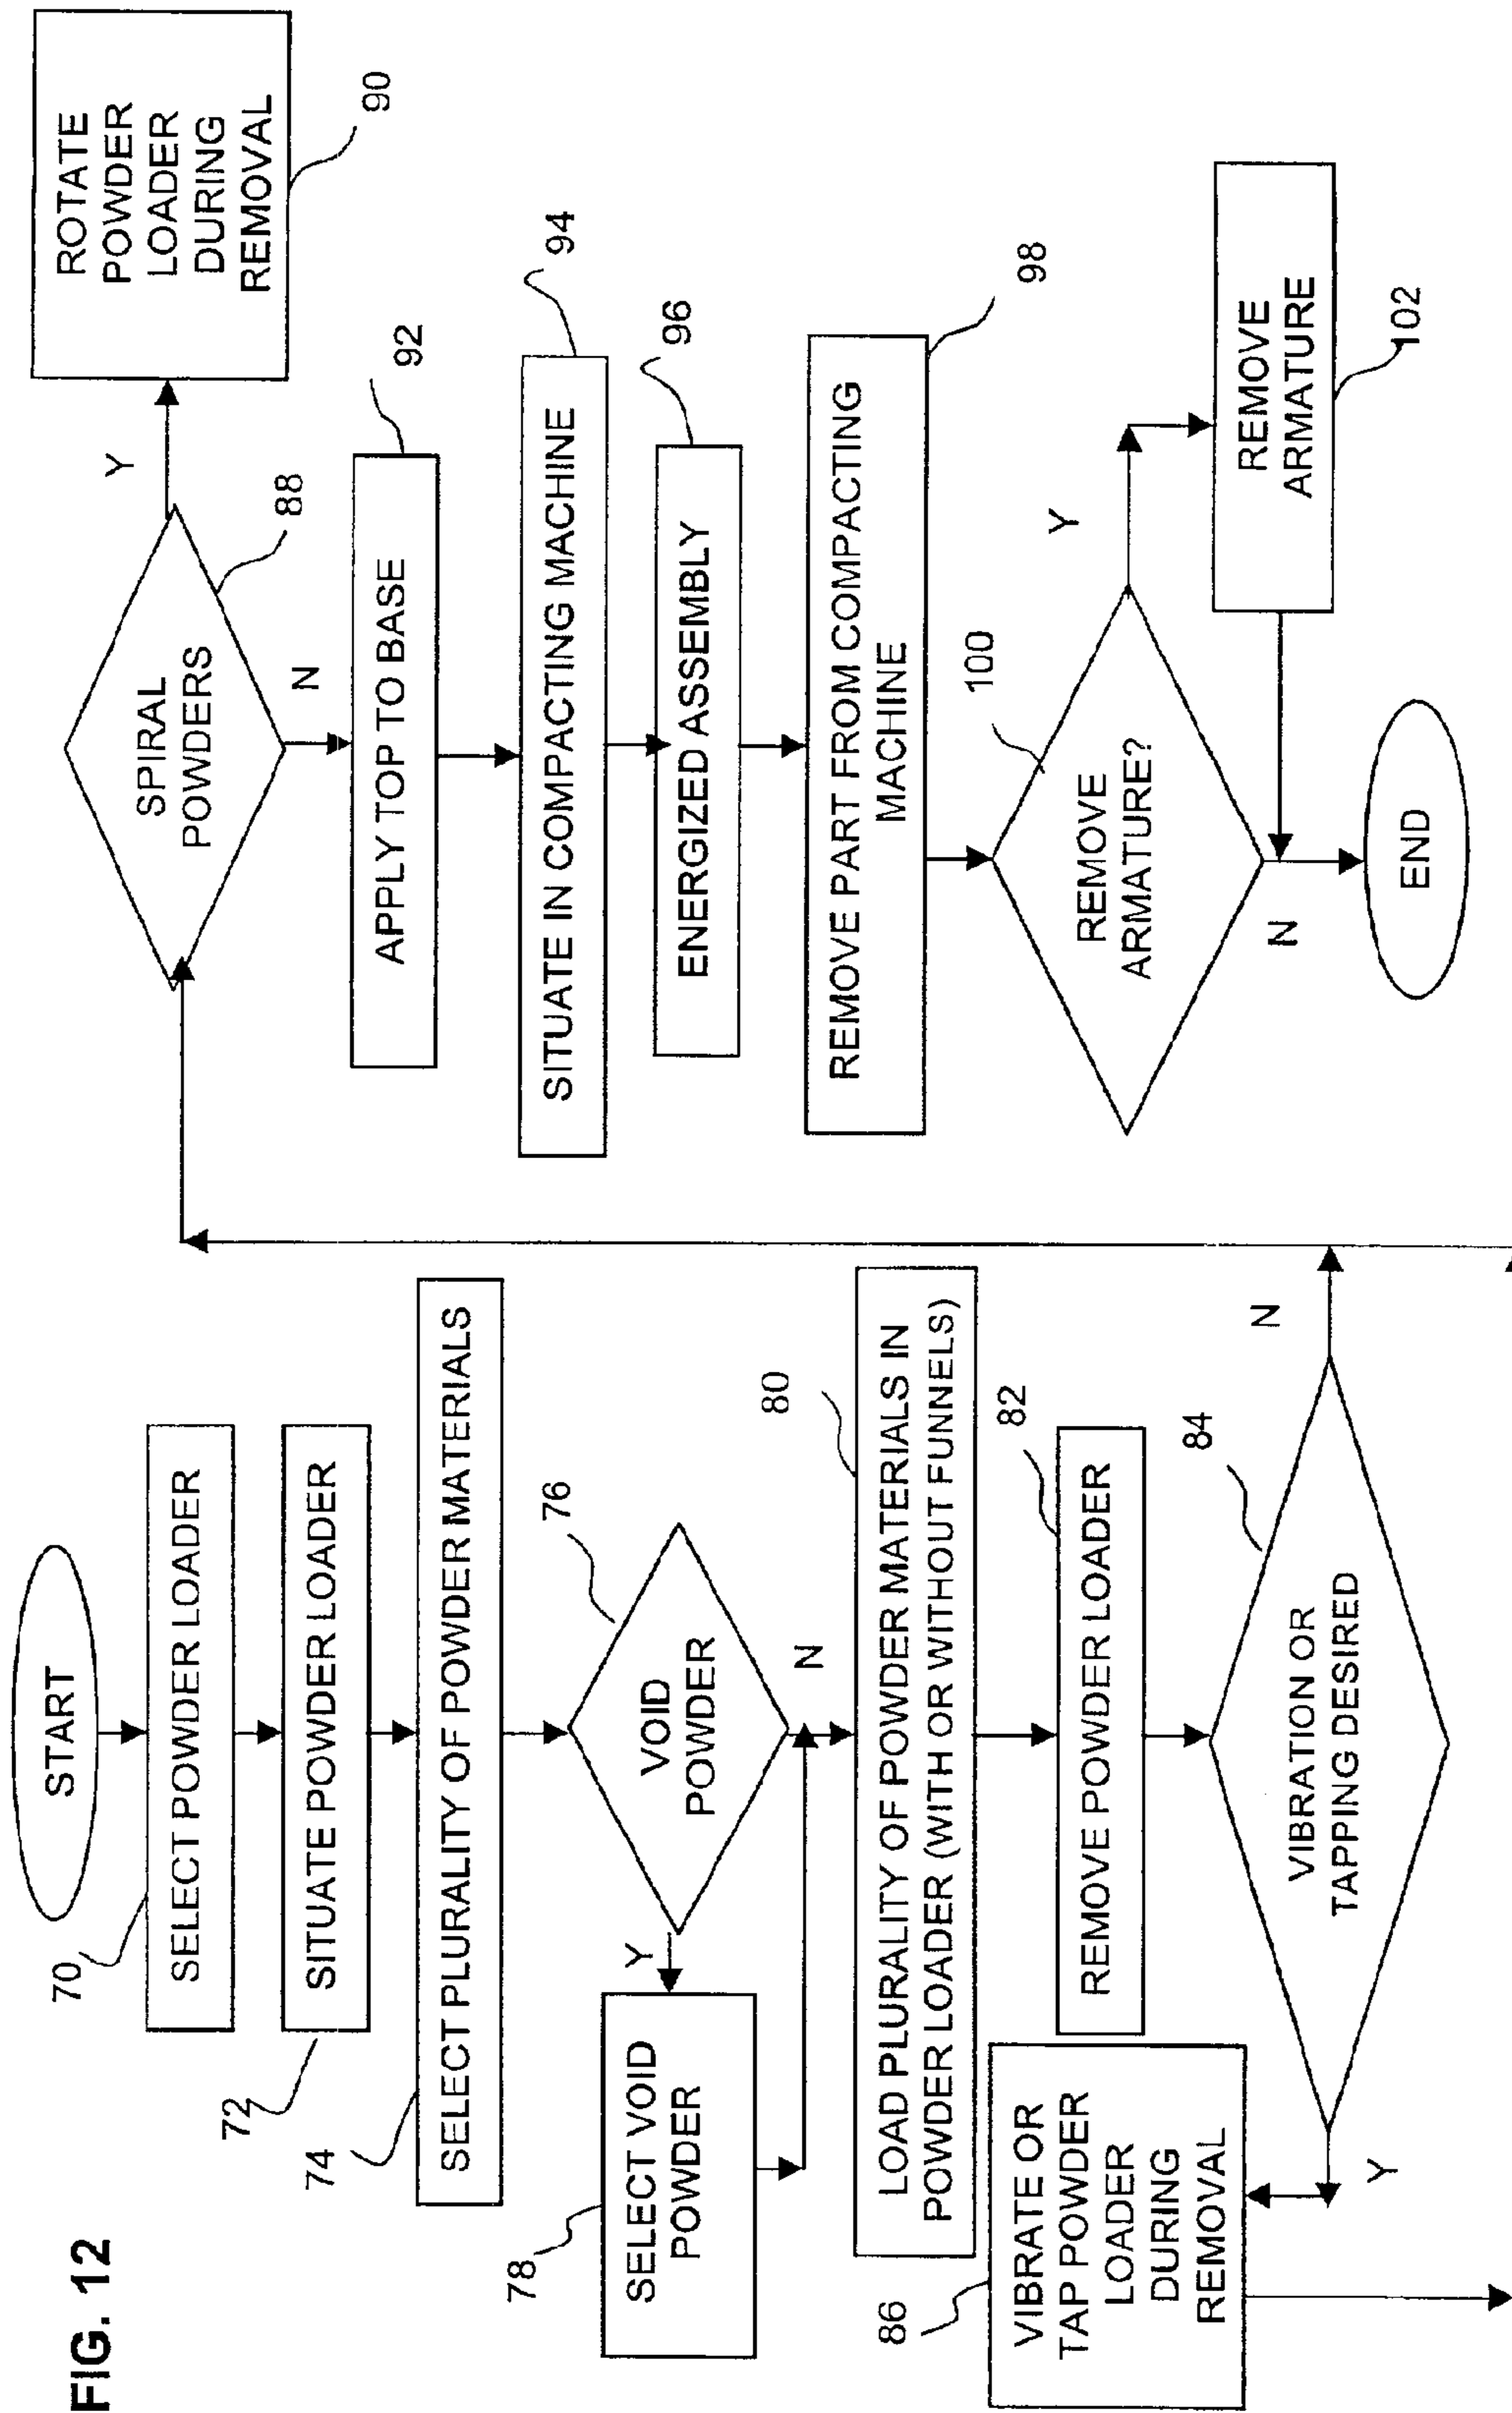 FIG. 12
START
70
SELECT POWDER LOADER
72
SITUATE POWDER LOADER
74
SELECT PLURALITY OF POWDER MATERIALS
76
VOID
POWDER
Y
N
78
SELECT VOID
POWDER
80
LOAD PLURALITY OF POWDER MATERIALS IN
POWDER LOADER (WITH OR WITHOUT FUNNELS)
82
REMOVE POWDER LOADER
84
VIBRATION OR
TAPPING DESIRED
Y
N
86
VIBRATE OR
TAP POWDER
LOADER
DURING
REMOVAL
88
SPIRAL
POWDERS
Y
N
90
ROTATE
POWDER
LOADER
DURING
REMOVAL
92
APPLY TOP TO BASE
94
SITUATE IN COMPACTING MACHINE
96
ENERGIZED ASSEMBLY
98
REMOVE PART FROM COMPACTING
MACHINE
100
REMOVE
ARMATURE?
Y
N
102
REMOVE
ARMATURE
END